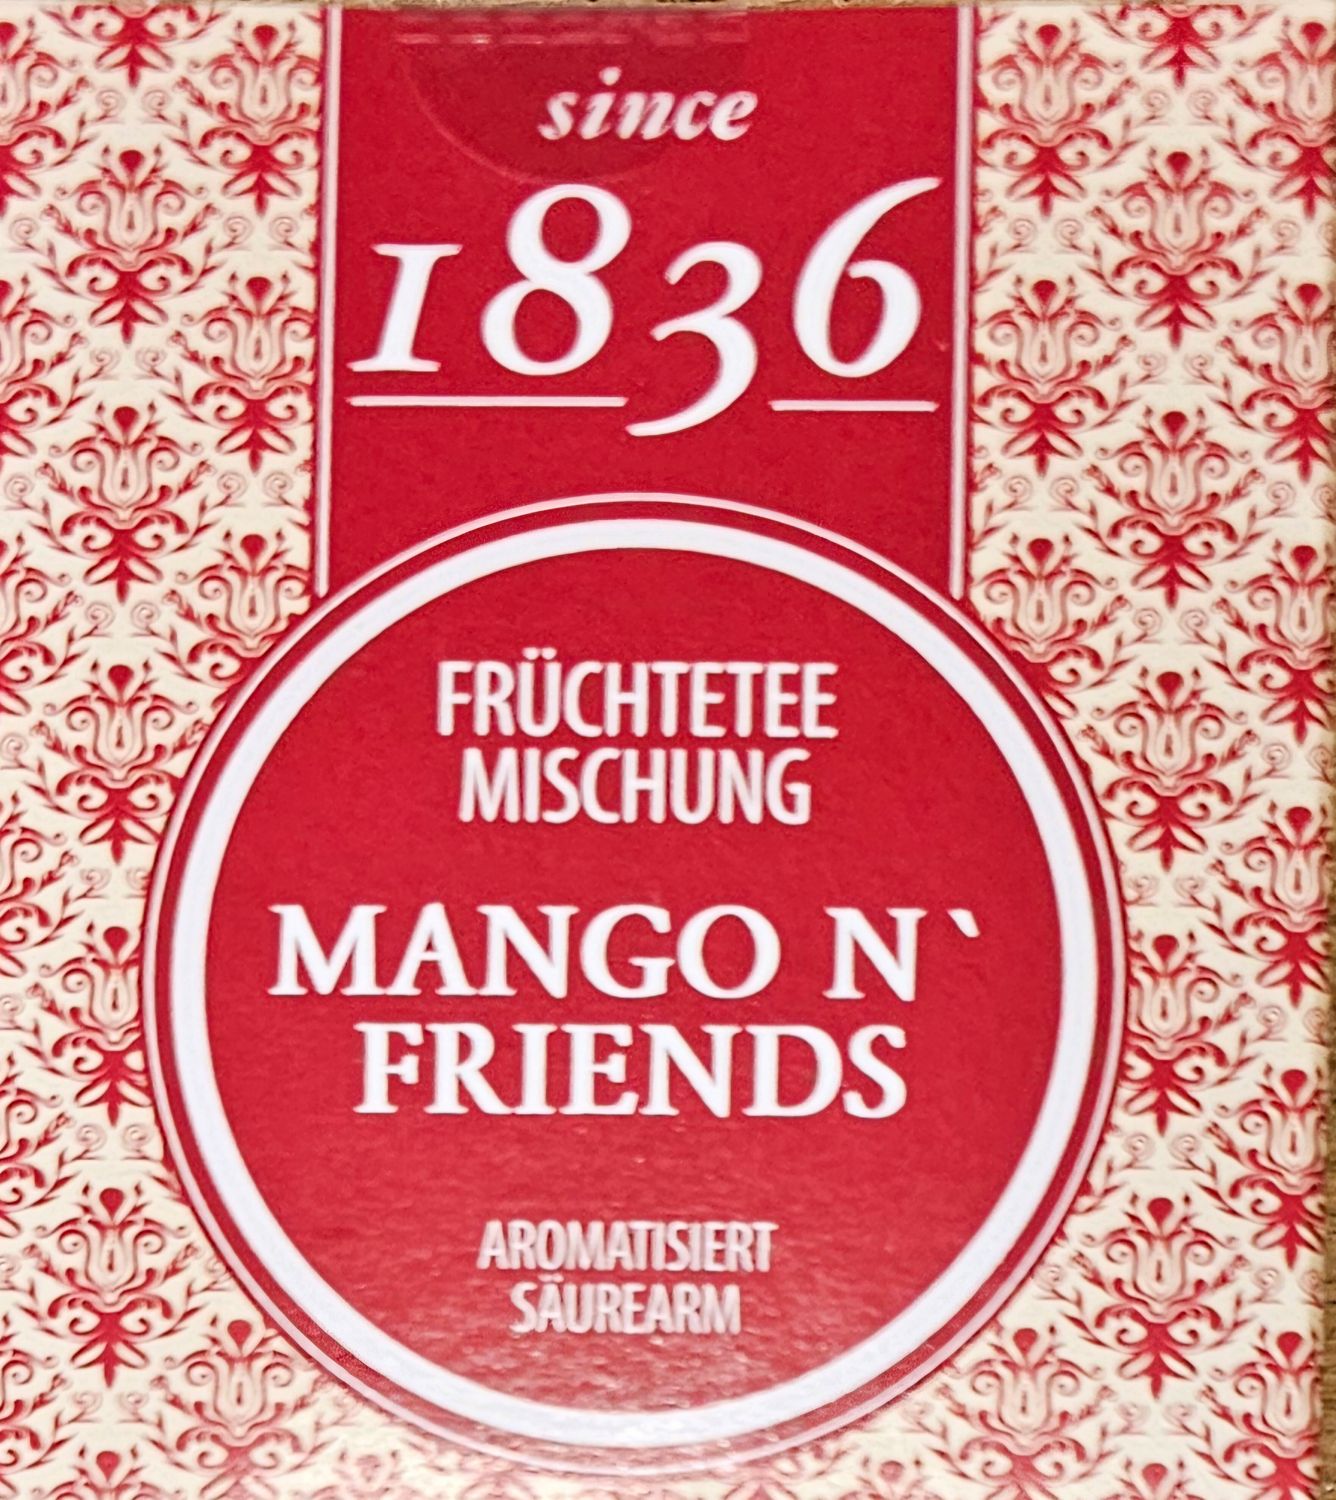 since
1836
FRÜCHTETEE
MISCHUNG
MANGO N`
FRIENDS
AROMATISIERT
SÄUREARM